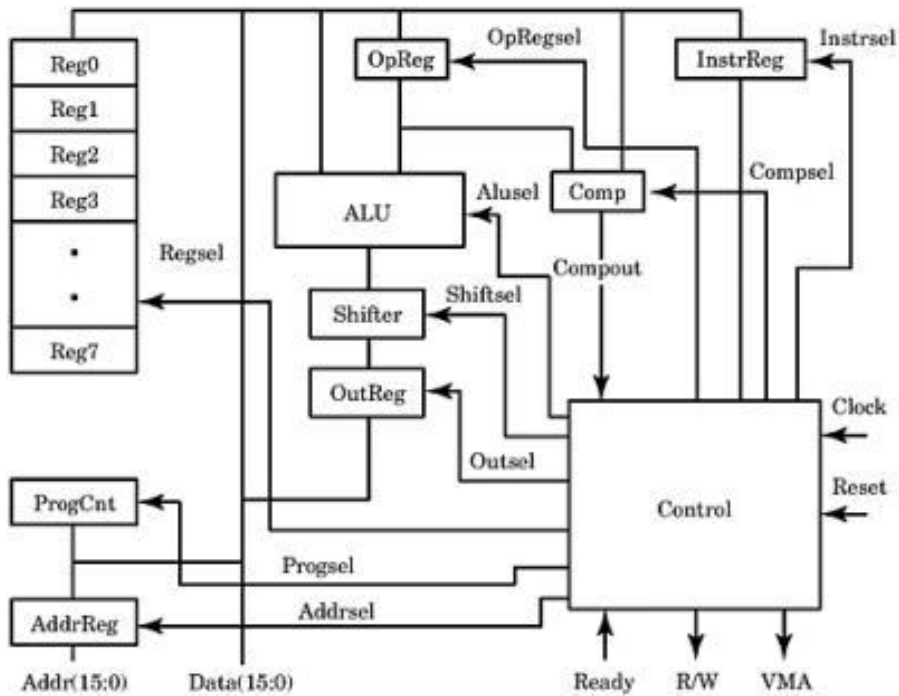 OpRegsel
Instrsel
Reg0
OpReg
InstrReg
Reg1
Reg2
Compsel
Reg3
Alusel
Comp
ALU
Regsel
Compout
Shiftsel
Shifter
Reg7
OutReg
Clock
Outsel
Reset
ProgCnt
Control
Progsel
Addrsel
AddrReg
Addr(15:0)
Data(15:0)
Ready
R/W
VMA